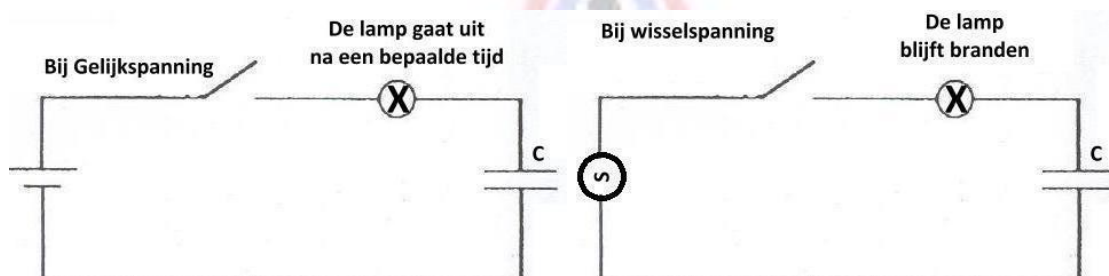 Bij Gelijkspanning
De lamp gaat uit
na een bepaalde tijd
X
C
Bij wisselspanning
De lamp
blijft branden
X
S
C